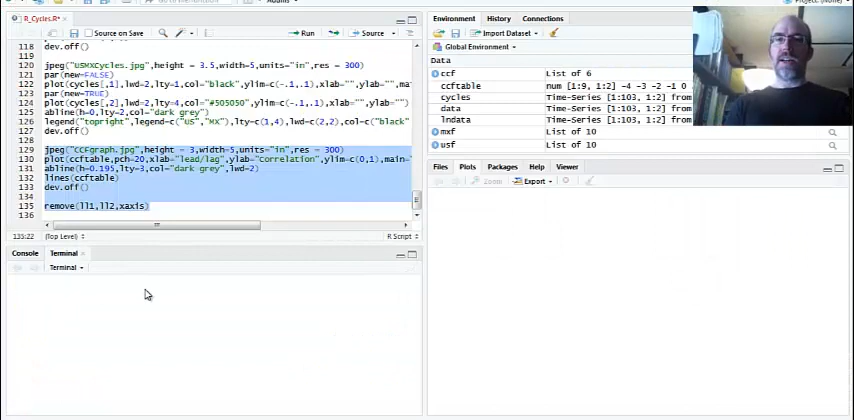 Addins
Project: (None)
R_Cycles.R*
Source on Save
Run
Source
118 dev.off()
119
120 jpeg("USMXCycles.jpg",height = 3.5,width=5,units="in",res = 300)
121 par(new=FALSE)
122 plot(cycles[,1],lwd=2,lty=1,col="black",ylim=c(-.1,.1),xlab="",ylab="",ma
123 par(new=TRUE)
124 plot(cycles[,2],lwd=2,lty=4,col="#505050",ylim=c(-.1,.1),xlab="",ylab="")
125 abline(h=0,lty=2,col="dark grey")
126 legend("topright",legend=c("US","MX"),lty=c(1,4),lwd=c(2,2),col=c("black"
127 dev.off()
128
129 jpeg("CCFgraph.jpg",height = 3,width=5,units="in",res = 300)
130 plot(ccftable,pch=20,xlab="lead/lag",ylab="Correlation",ylim=c(0,1),main="
131 abline(h=0.195,lty=3,col="dark grey",lwd=2)
132 lines(ccftable)
133 dev.off()
134
135 remove(ll1,ll2,xaxis)
136
135:22 (Top Level) R Script
Console Terminal
Terminal
Environment History Connections
Import Dataset
Global Environment
Data
ccf List of 6
ccftable num [1:9, 1:2] -4 -3 -2 -1 0
cycles Time-Series [1:103, 1:2] from
data Time-Series [1:103, 1:2] from
lndata Time-Series [1:103, 1:2] from
mxf List of 10
usf List of 10
Files Plots Packages Help Viewer
Zoom Export